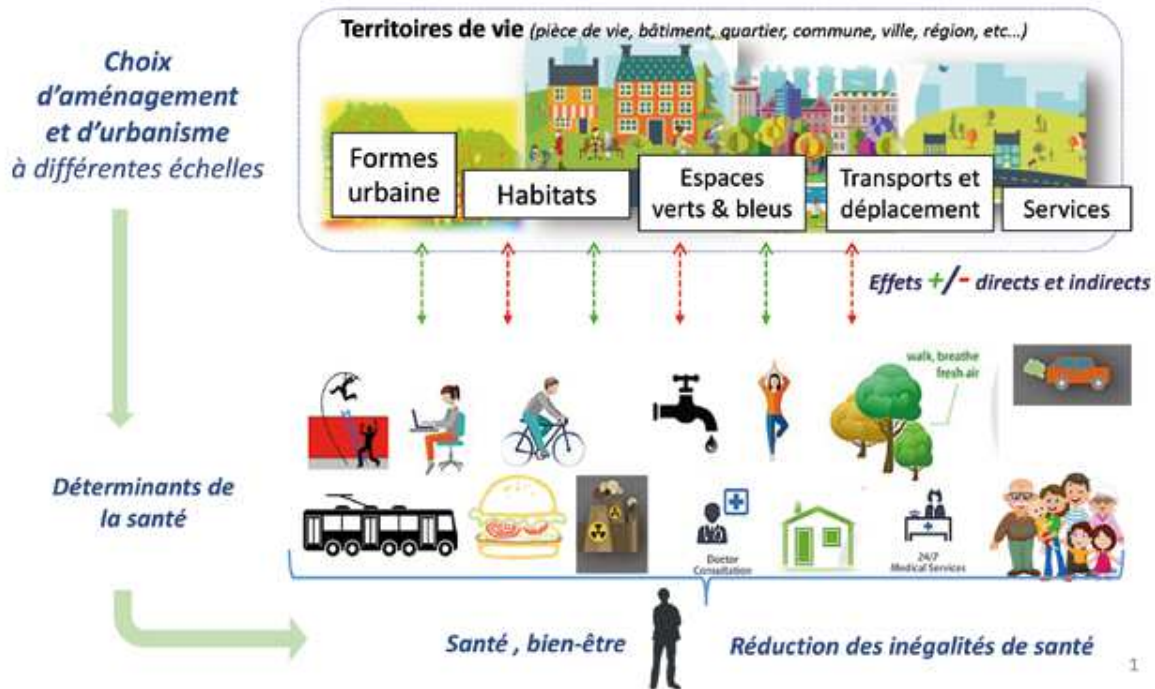 Territoires de vie (pièce de vie, bâtiment, quartier, commune, ville, région, etc...)
Choix
d'aménagement
et d'urbanisme
à différentes échelles
Formes
urbaine
Habitats
Espaces
verts & bleus
Transports et
déplacement
Services
Effets +/- directs et indirects
walk, breathe
fresh air
Déterminants de
la santé
Doctor
Consultation
24/7
Medical Services
Santé , bien-être
Réduction des inégalités de santé
1